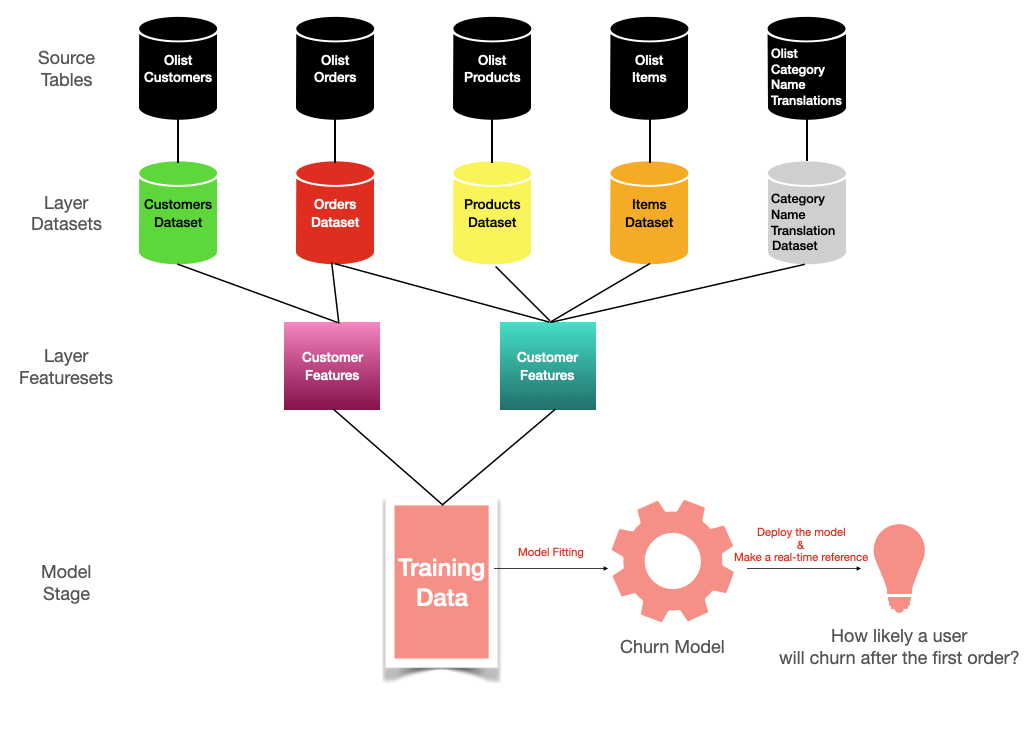 Source
Tables
Olist
Customers
Olist
Orders
Olist
Products
Olist
Items
Olist
Category
Name
Translations
Layer
Datasets
Customers
Dataset
Orders
Dataset
Products
Dataset
Items
Dataset
Category
Name
Translation
Dataset
Layer
Featuresets
Customer
Features
Customer
Features
Model
Stage
Training
Data
Model Fitting
Churn Model
Deploy the model
&
Make a real-time reference
How likely a user
will churn after the first order?